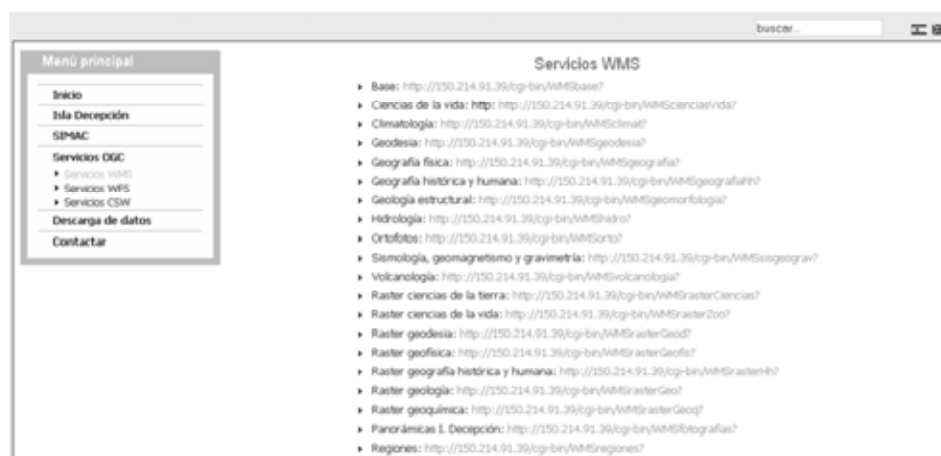 buscar...
Menú principal
Inicio
Isla Decepción
SIMAC
Servicios OGC
Servicios WMS
Servicios WFS
Servicios CSW
Descarga de datos
Contactar
Servicios WMS
Base: http://150.214.91.39/cgi-bin/WMSbase?
Ciencias de la vida: http: http://150.214.91.39/cgi-bin/WMScienciasVida?
Climatología: http://150.214.91.39/cgi-bin/WMSclimat?
Geodesia: http://150.214.91.39/cgi-bin/WMSgeodesia?
Geografía física: http://150.214.91.39/cgi-bin/WMSgeografia?
Geografía histórica y humana: http://150.214.91.39/cgi-bin/WMSgeografiahh?
Geología estructural: http://150.214.91.39/cgi-bin/WMSgeomorfologia?
Hidrología: http://150.214.91.39/cgi-bin/WMShidro?
Ortofotos: http://150.214.91.39/cgi-bin/WMSorto?
Sismología, geomagnetismo y gravimetría: http://150.214.91.39/cgi-bin/WMSsisgeograv?
Volcanología: http://150.214.91.39/cgi-bin/WMSvolcanologia?
Raster ciencias de la tierra: http://150.214.91.39/cgi-bin/WMSrasterCiencias?
Raster ciencias de la vida: http://150.214.91.39/cgi-bin/WMSrasterZoo?
Raster geodesia: http://150.214.91.39/cgi-bin/WMSrasterGeod?
Raster geofísica: http://150.214.91.39/cgi-bin/WMSrasterGeofis?
Raster geografía histórica y humana: http://150.214.91.39/cgi-bin/WMSrasterHh?
Raster geología: http://150.214.91.39/cgi-bin/WMSrasterGeo?
Raster geoquímica: http://150.214.91.39/cgi-bin/WMSrasterGeoq?
Panorámicas I. Decepción: http://150.214.91.39/cgi-bin/WMSfotografias?
Regiones: http://150.214.91.39/cgi-bin/WMSregiones?